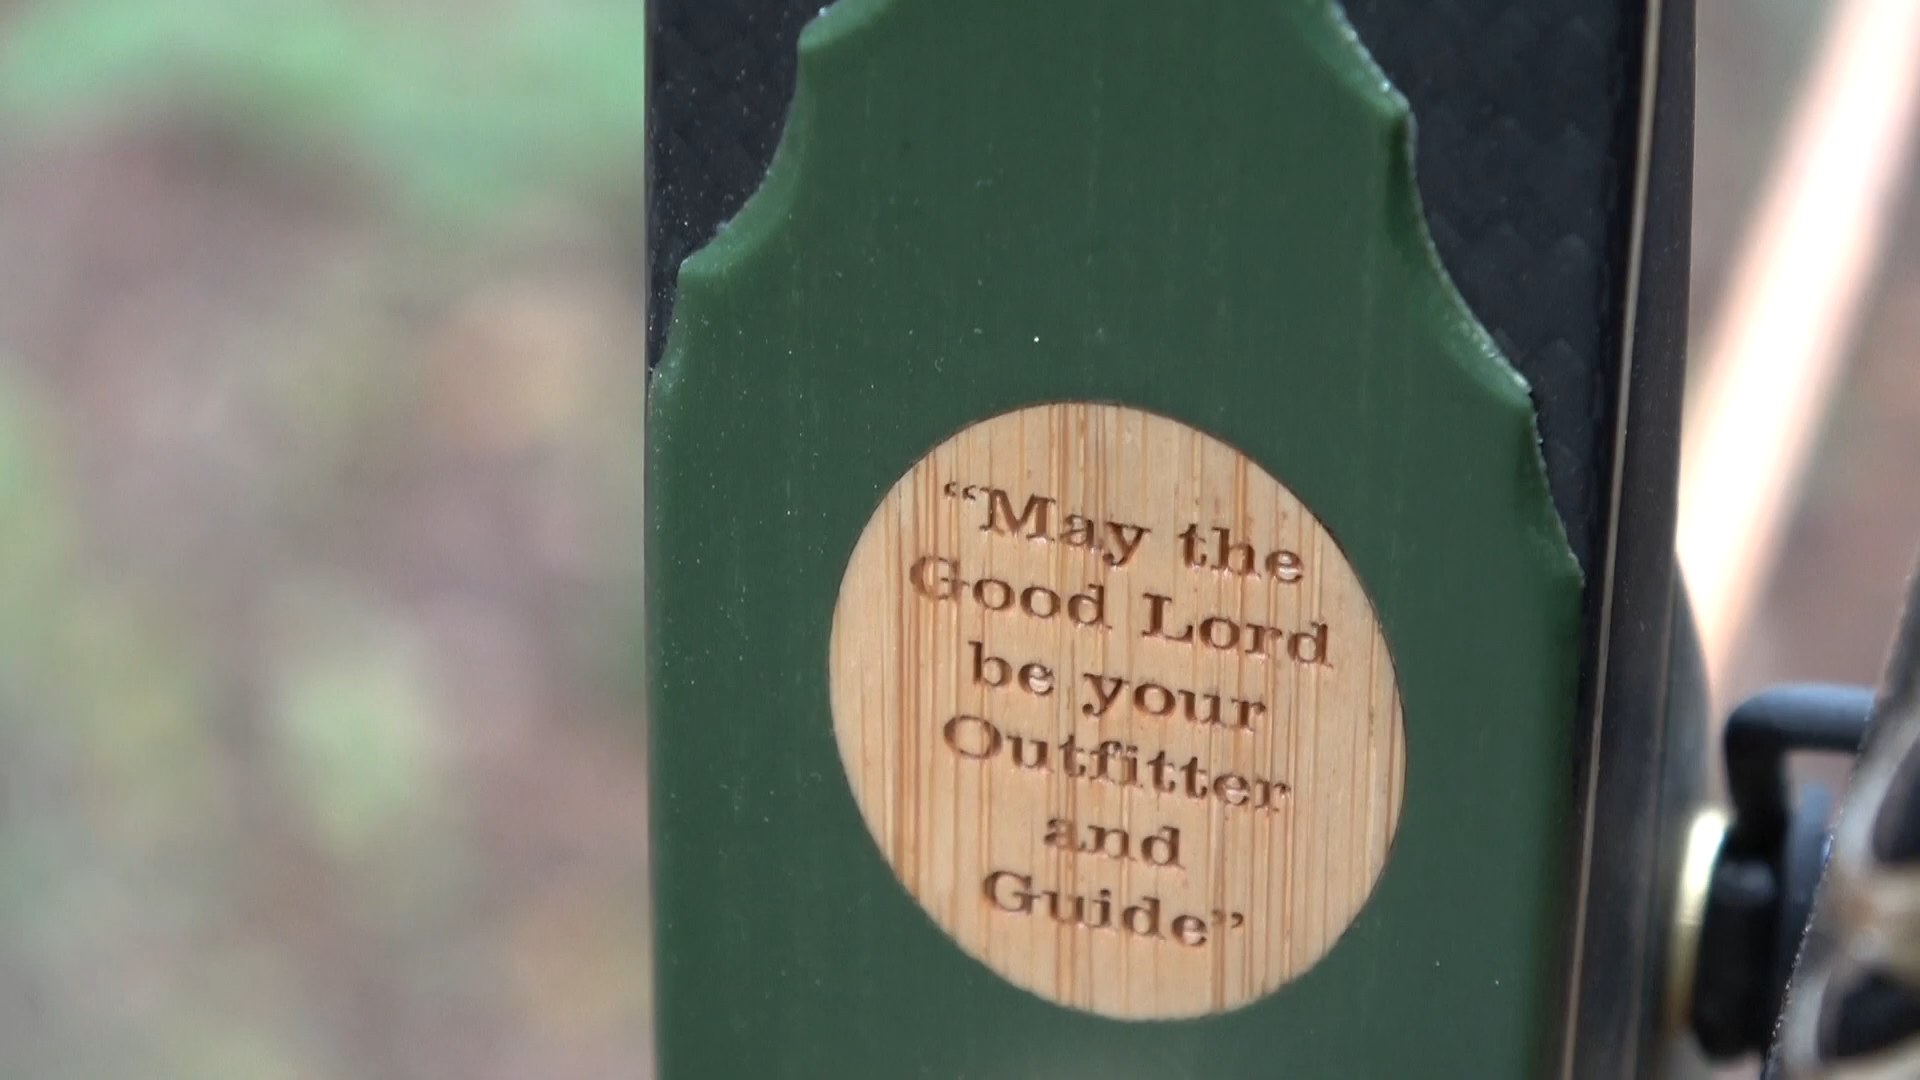 “May the
Good Lord
be your
Outfitter
and
Guide”